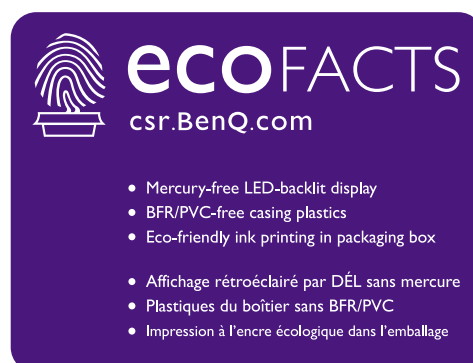 ecoFACTS
csr.BenQ.com
• Mercury-free LED-backlit display
• BFR/PVC-free casing plastics
• Eco-friendly ink printing in packaging box
• Affichage rétroéclairé par DÉL sans mercure
• Plastiques du boîtier sans BFR/PVC
• Impression à l'encre écologique dans l'emballage